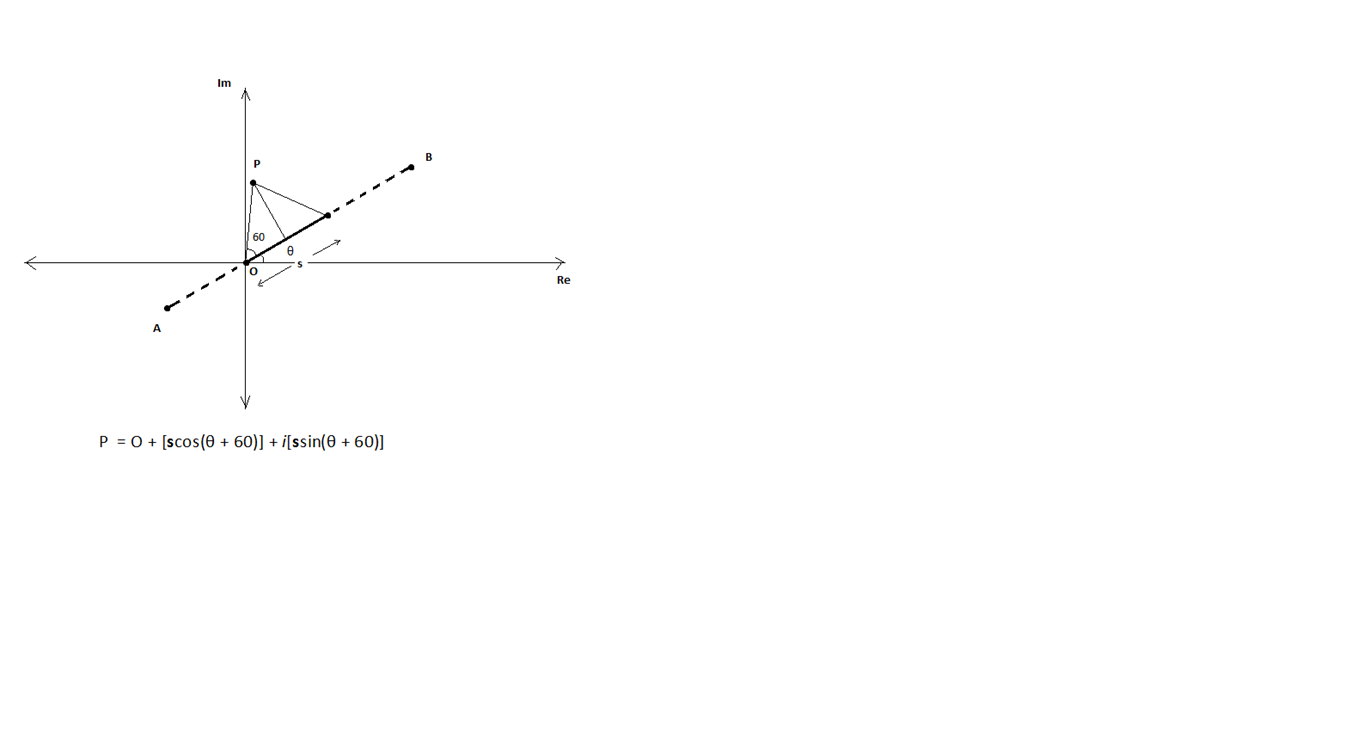 Im
P
B
60
θ
s
O
Re
A
P = O + [scos(θ + 60)] + i[ssin(θ + 60)]